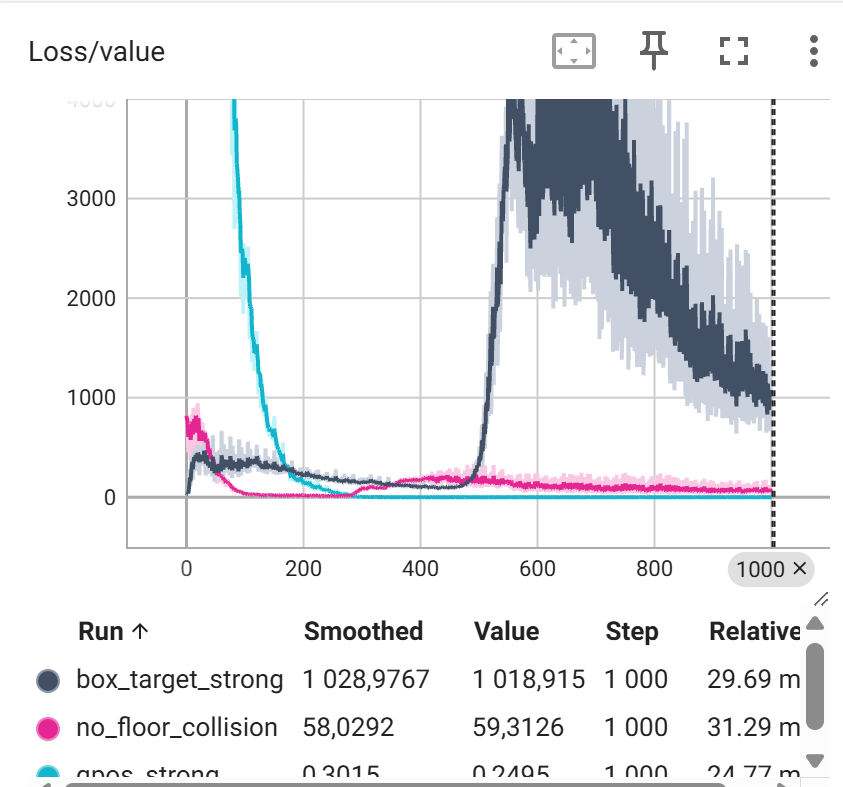 Loss/value
4000
3000
2000
1000
0
0 200 400 600 800 1000 ×
Run ↑ Smoothed Value Step Relative
box_target_strong 1 028,9767 1 018,915 1 000 29.69 m
no_floor_collision 58,0292 59,3126 1 000 31.29 m
qpos_strong 0,3015 0,2495 1 000 24.77 m